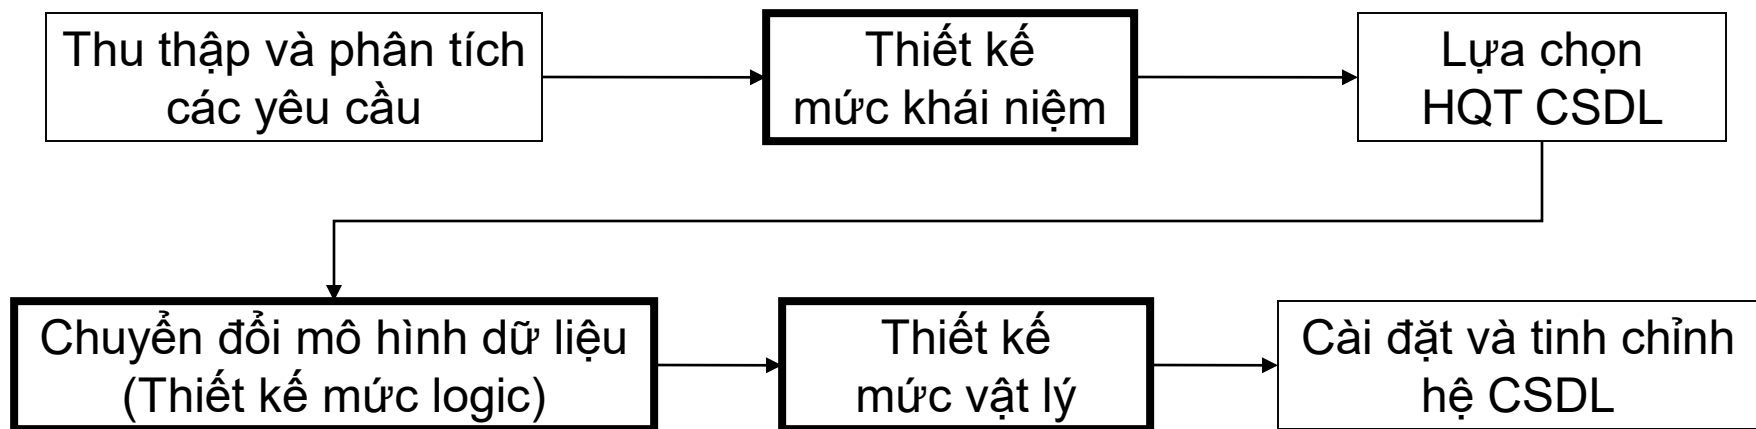 Thu thập và phân tích
các yêu cầu
Thiết kế
mức khái niệm
Lựa chọn
HQT CSDL
Chuyển đổi mô hình dữ liệu
(Thiết kế mức logic)
Thiết kế
mức vật lý
Cài đặt và tinh chỉnh
hệ CSDL